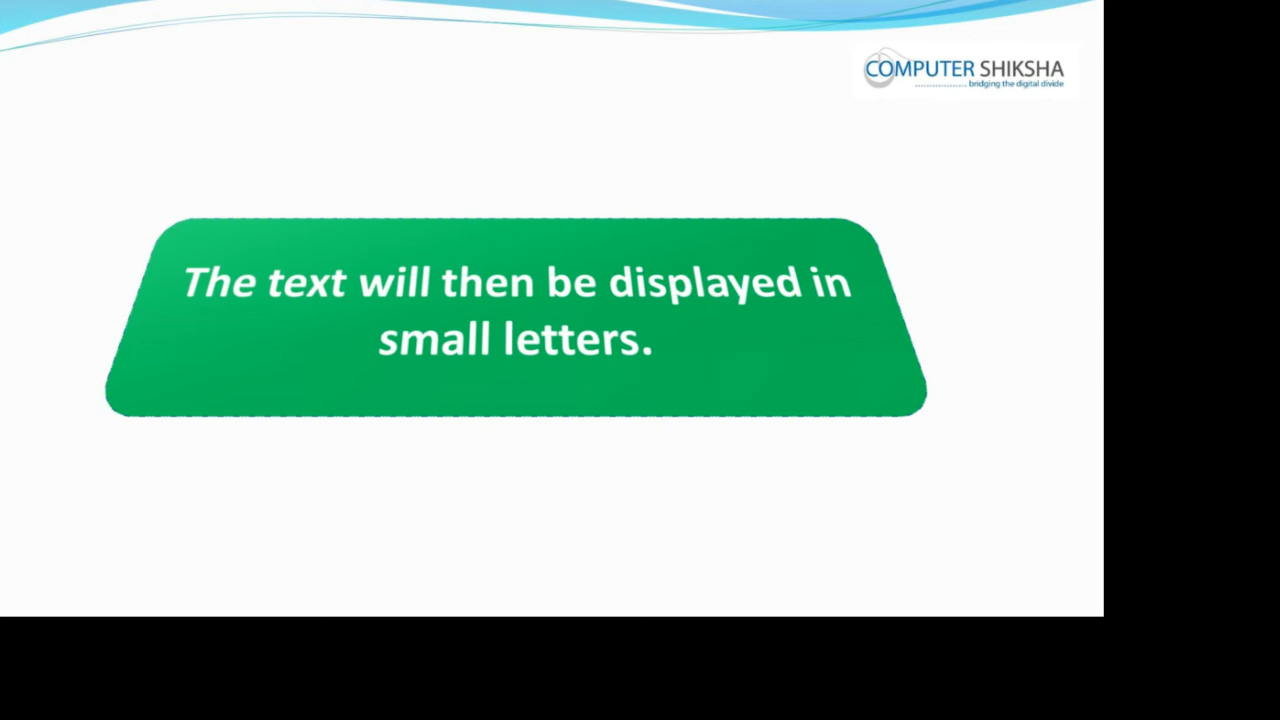 COMPUTER SHIKSHA
bridging the digital divide
The text will then be displayed in
small letters.